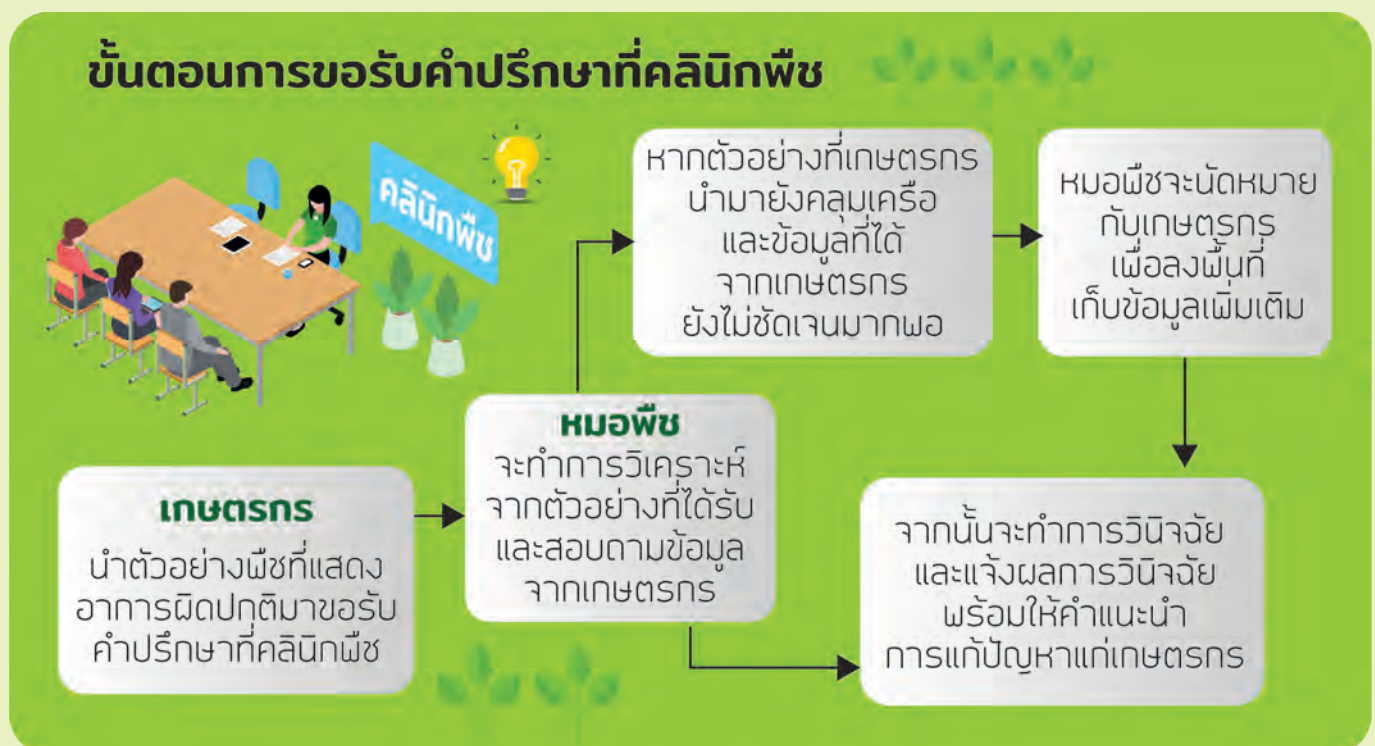 ขั้นตอนการขอรับคำปรึกษาที่คลินิกพืช
คลินิกพืช
เกษตรกร
นำตัวอย่างพืชที่แสดง
อาการผิดปกติมาขอรับ
คำปรึกษาที่คลินิกพืช
หมอพืช
จะทำการวิเคราะห์
จากตัวอย่างที่ได้รับ
และสอบถามข้อมูล
จากเกษตรกร
หากตัวอย่างที่เกษตรกร
นำมายังคลุมเครือ
และข้อมูลที่ได้
จากเกษตรกร
ยังไม่ชัดเจนมากพอ
หมอพืชจะนัดหมาย
กับเกษตรกร
เพื่อลงพื้นที่
เก็บข้อมูลเพิ่มเติม
จากนั้นจะทำการวินิจฉัย
และแจ้งผลการวินิจฉัย
พร้อมให้คำแนะนำ
การแก้ปัญหาแก่เกษตรกร